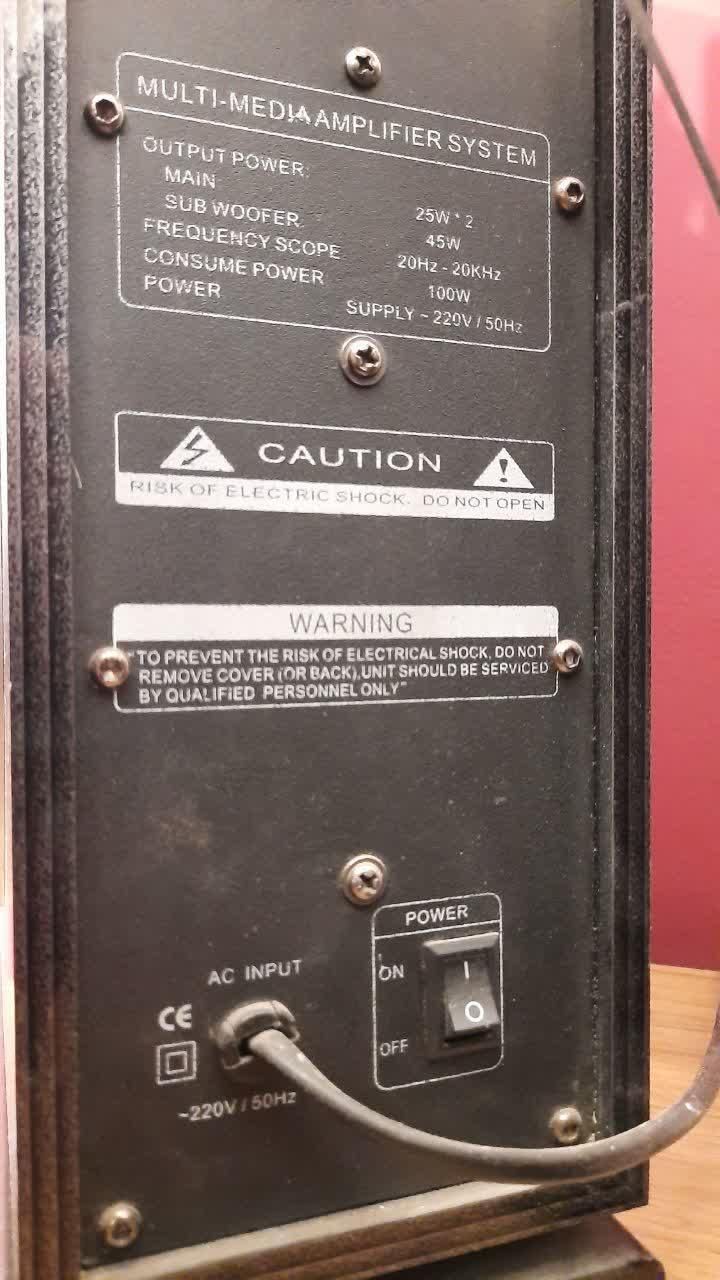 MULTI-MEDIA AMPLIFIER SYSTEM
OUTPUT POWER:
MAIN 25W * 2
SUB WOOFER 45W
FREQUENCY SCOPE 20Hz - 20KHz
CONSUME POWER 100W
POWER SUPPLY ~ 220V / 50Hz
CAUTION
RISK OF ELECTRIC SHOCK. DO NOT OPEN
WARNING
"TO PREVENT THE RISK OF ELECTRICAL SHOCK, DO NOT
REMOVE COVER (OR BACK),UNIT SHOULD BE SERVICED
BY QUALIFIED PERSONNEL ONLY"
POWER
ON
I
O
OFF
AC INPUT
CE
~220V / 50Hz